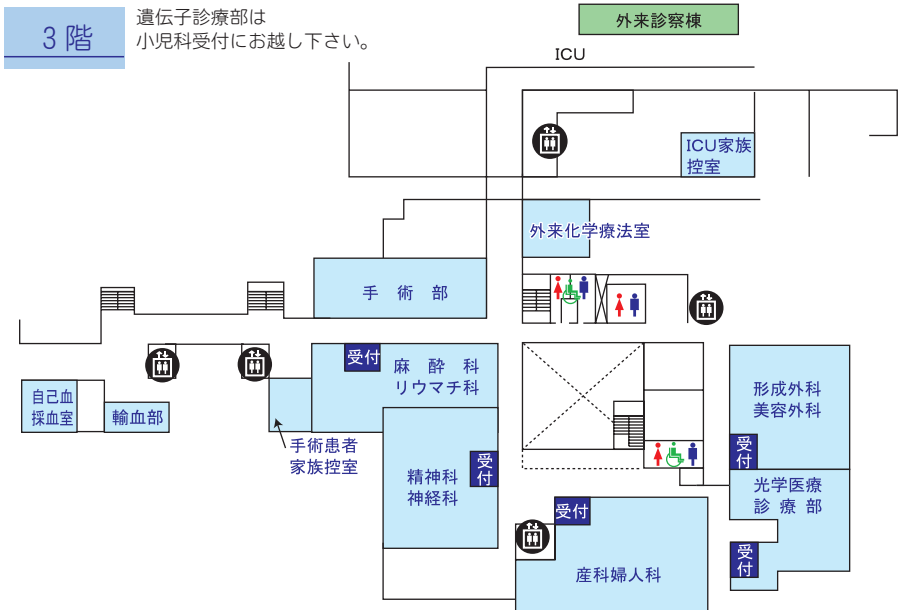 3階
遺伝子診療部は
小児科受付にお越し下さい。
外来診察棟
ICU
ICU家族
控室
外来化学療法室
手術部
受付
麻酔科
リウマチ科
自己血
採血室
輸血部
手術患者
家族控室
精神科
神経科
受付
形成外科
美容外科
受付
光学医療
診療部
受付
受付
産科婦人科